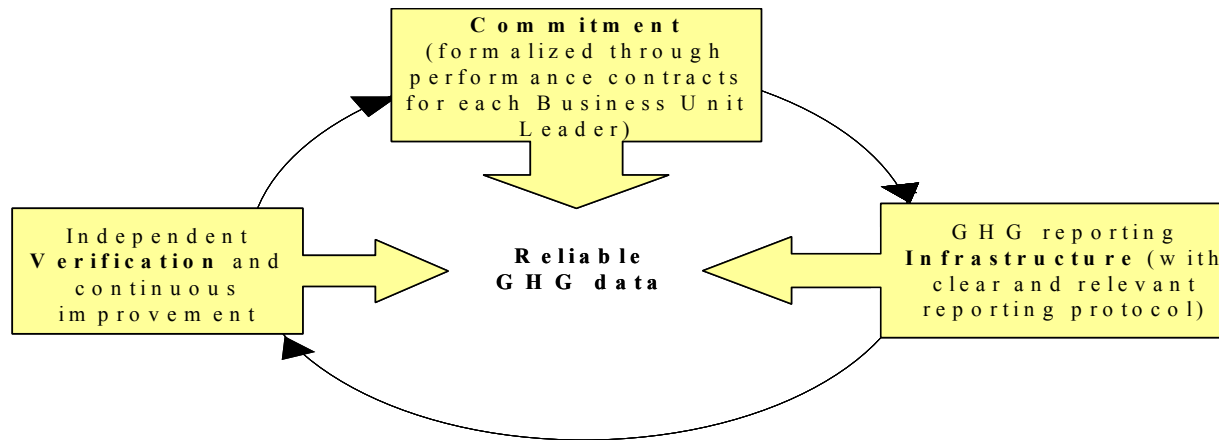 Commitment
(formalized through
performance contracts
for each Business Unit
Leader)
Independent
Verification and
continuous
improvement
Reliable
GHG data
GHG reporting
Infrastructure (with
clear and relevant
reporting protocol)